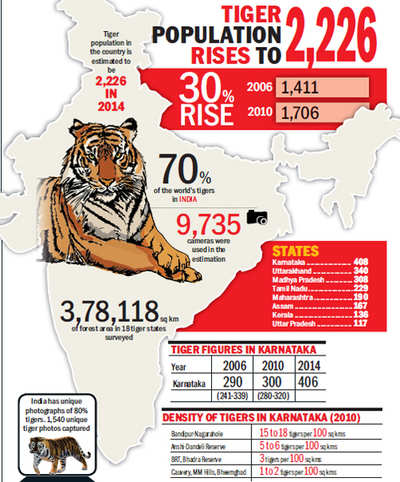 TIGER
POPULATION
RISES TO
2,226
Tiger
population in
the country is
estimated to
be
2,226
IN
2014
30%
RISE
2006 1,411
2010 1,706
70%
of the world's tigers
in INDIA
9,735
cameras were
used in the
estimation
3,78,118 sq km
of forest area in 18 tiger states
surveyed
STATES
Karnataka 408
Uttarakhand 340
Madhya Pradesh 308
Tamil Nadu 229
Maharashtra 190
Assam 167
Kerala 136
Uttar Pradesh 117
TIGER FIGURES IN KARNATAKA
Year 2006 2010 2014
Karnataka 290 300 406
(241-339) (280-320)
India has unique
photographs of 80%
tigers. 1,540 unique
tiger photos captured
DENSITY OF TIGERS IN KARNATAKA (2010)
Bandipur-Nagarahole 15 to 18 tigers per 100 sq kms
Anshi-Dandeli Reserve 5 to 6 tigers per 100 sq kms
BRT, Bhadra Reserve 3 tigers per 100 sq kms
Cauvery, MM Hills, Bheemghad 1 to 2 tigers per 100 sq kms